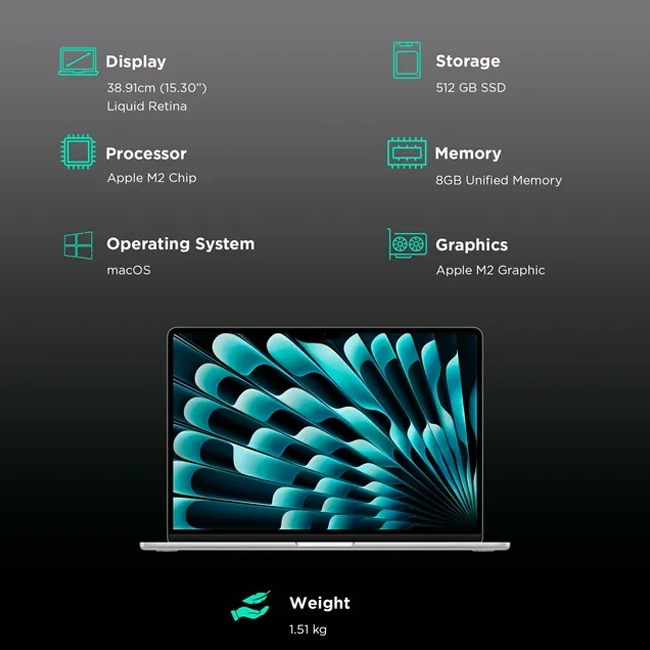 Display
38.91cm (15.30”)
Liquid Retina
Storage
512 GB SSD
Processor
Apple M2 Chip
Memory
8GB Unified Memory
Operating System
macOS
Graphics
Apple M2 Graphic
Weight
1.51 kg